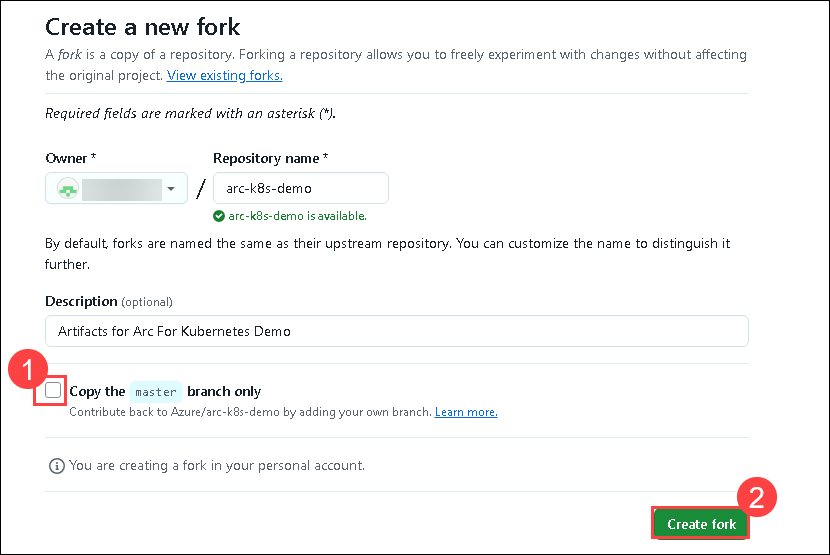 Create a new fork
A fork is a copy of a repository. Forking a repository allows you to freely experiment with changes without affecting
the original project. View existing forks.
Required fields are marked with an asterisk (*).
Owner *
Repository name *
/
arc-k8s-demo
arc-k8s-demo is available.
By default, forks are named the same as their upstream repository. You can customize the name to distinguish it
further.
Description (optional)
Artifacts for Arc For Kubernetes Demo
1
Copy the master branch only
Contribute back to Azure/arc-k8s-demo by adding your own branch. Learn more.
You are creating a fork in your personal account.
2
Create fork